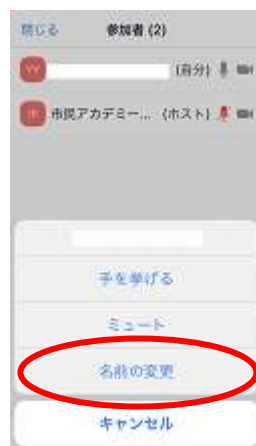 閉じる 参加者 (2)
(自分)
市民アカデミー... (ホスト)
手を挙げる
ミュート
名前の変更
キャンセル